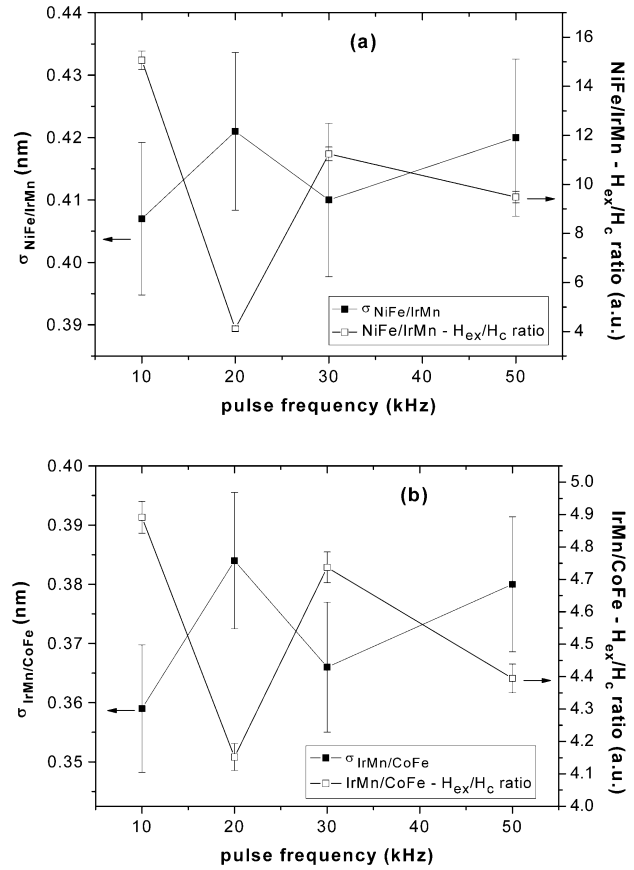 (a)
0.44
0.43
0.42
0.41
0.40
0.39
σ NiFe/IrMn (nm)
16
14
12
10
8
6
4
NiFe/IrMn - Hex/Hc ratio (a.u.)
σ NiFe/IrMn
NiFe/IrMn - Hex/Hc ratio
10 20 30 40 50
pulse frequency (kHz)
(b)
0.40
0.39
0.38
0.37
0.36
0.35
σ IrMn/CoFe (nm)
5.0
4.9
4.8
4.7
4.6
4.5
4.4
4.3
4.2
4.1
4.0
IrMn/CoFe - Hex/Hc ratio (a.u.)
σ IrMn/CoFe
IrMn/CoFe - Hex/Hc ratio
10 20 30 40 50
pulse frequency (kHz)